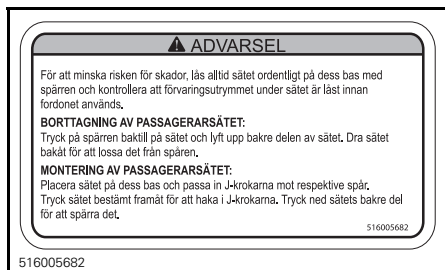 ADVARSEL
För att minska risken för skador, lås alltid sätet ordentligt på dess bas med
spärren och kontrollera att förvaringsutrymmet under sätet är låst innan
fordonet används.
BORTTAGNING AV PASSAGERARSÄTET:
Tryck på spärren baktill på sätet och lyft upp bakre delen av sätet. Dra sätet
bakåt för att lossa det från spåren.
MONTERING AV PASSAGERARSÄTET:
Placera sätet på dess bas och passa in J-krokarna mot respektive spår.
Tryck sätet bestämt framåt för att haka i J-krokarna. Tryck ned sätets bakre del
för att spärra det.
516005682
516005682